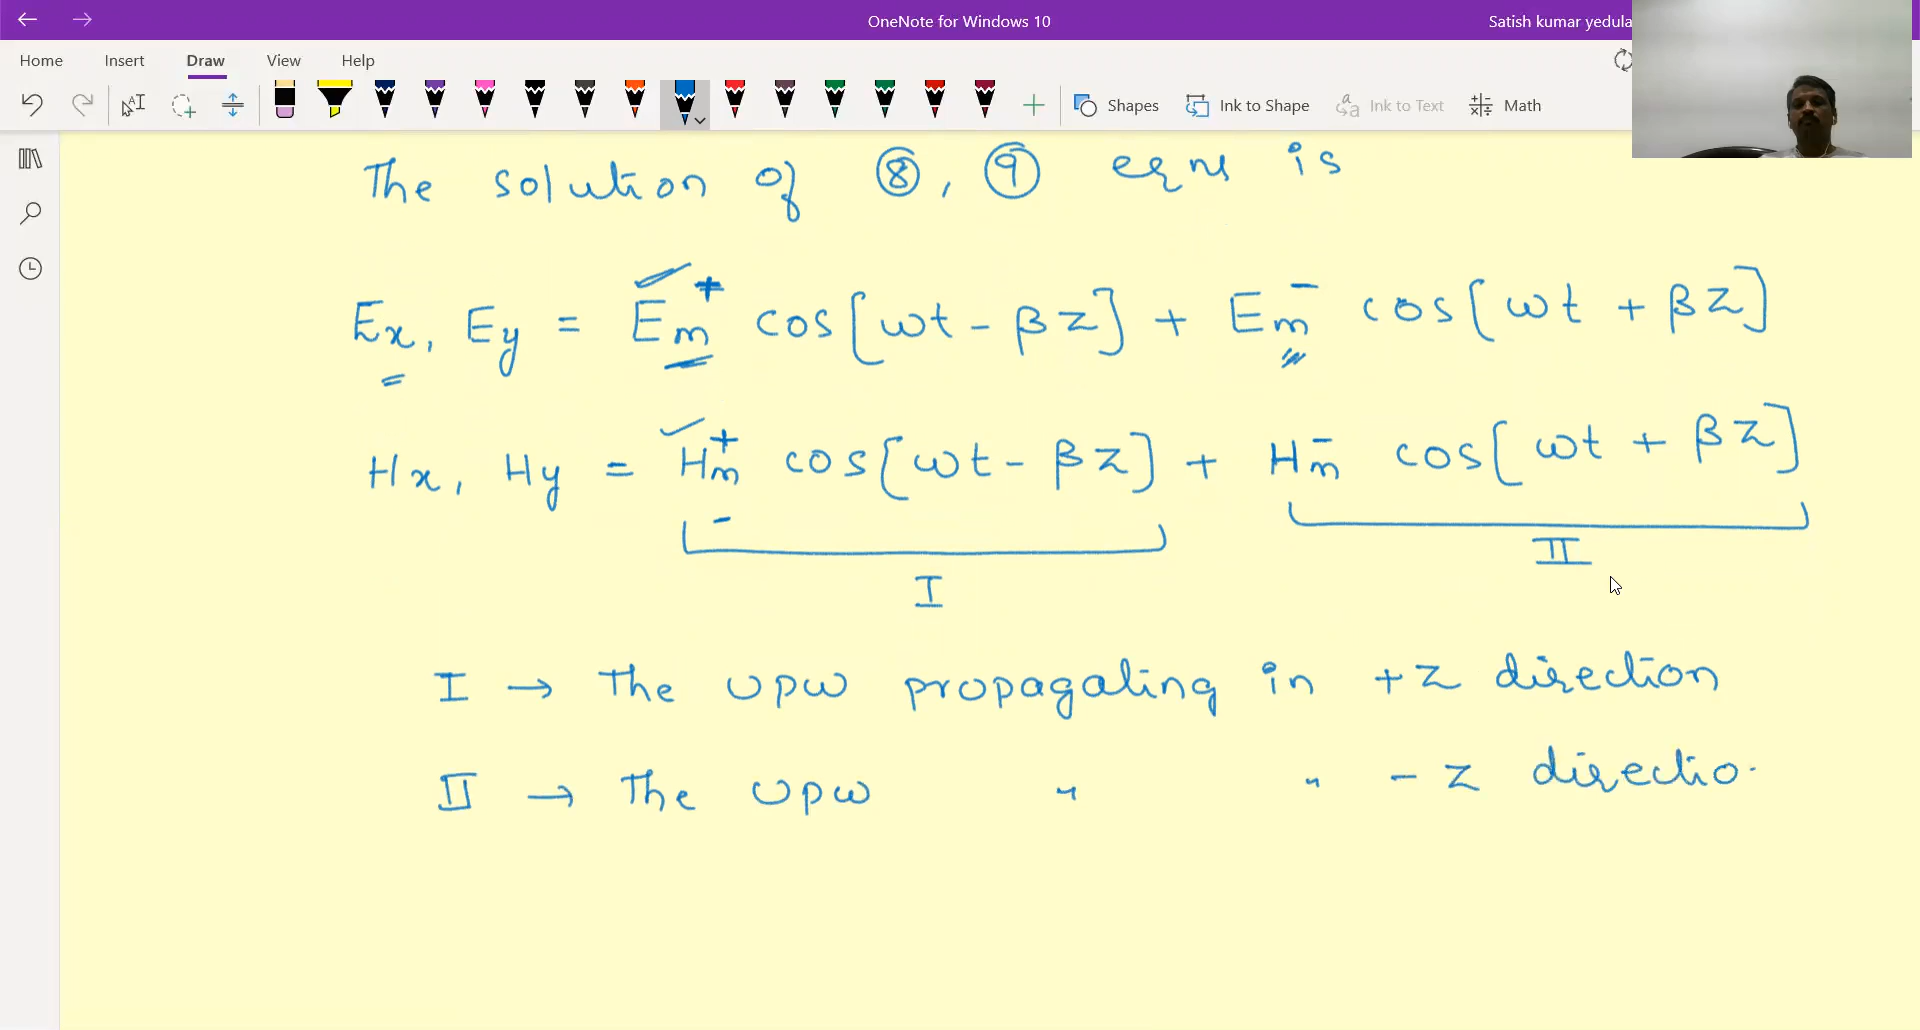 OneNote for Windows 10
Satish kumar yedula
Home Insert Draw View Help
Shapes Ink to Shape Ink to Text Math
The solution of ⑧, ⑨ eqns is
Ex, Ey = Em⁺ cos[ωt - βz] + Em⁻ cos[ωt + βz]
Hx, Hy = Hm⁺ cos[ωt - βz] + Hm⁻ cos[ωt + βz]
I II
I → The UPW propagating in +z direction
II → The UPW " " - z directio